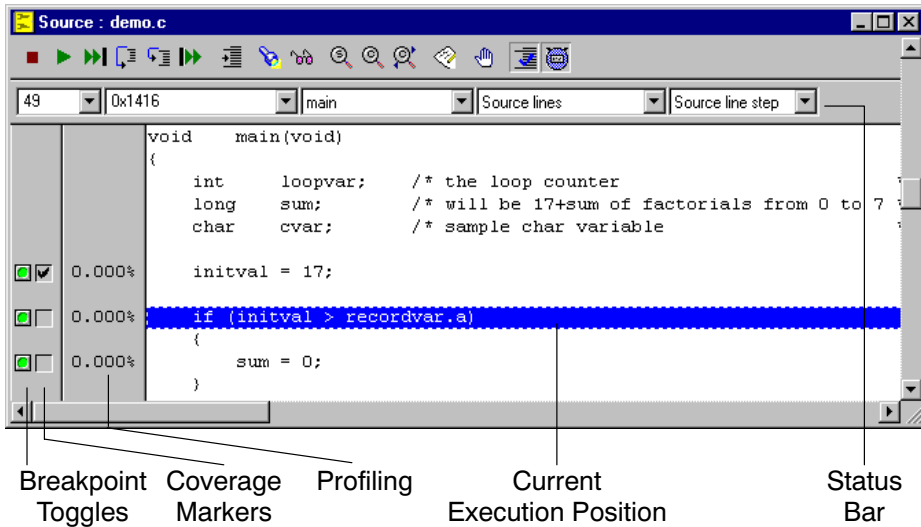 Source : demo.c
49 0x1416 main Source lines Source line step
void main(void)
{
int loopvar; /* the loop counter *
long sum; /* will be 17+sum of factorials from 0 to 7 *
char cvar; /* sample char variable *
0.000% initval = 17;
0.000% if (initval > recordvar.a)
{
0.000% sum = 0;
}
Breakpoint Toggles
Coverage Markers
Profiling
Current Execution Position
Status Bar